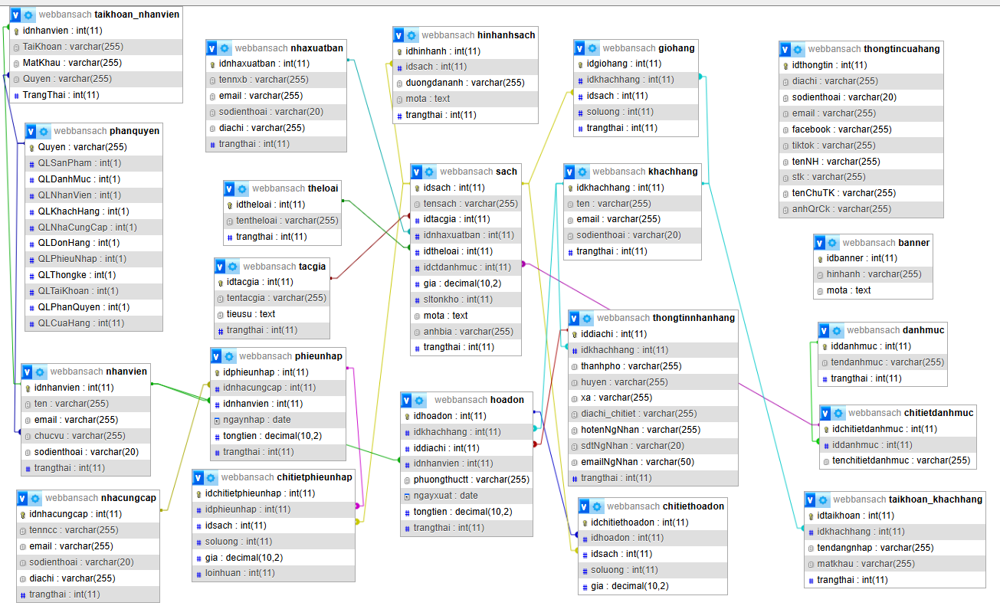 webbansach taikhoan_nhanvien
idnhanvien : int(11)
TaiKhoan : varchar(255)
MatKhau : varchar(255)
Quyen : varchar(255)
TrangThai : int(11)
webbansach phanquyen
Quyen : varchar(255)
QLSanPham : int(1)
QLDanhMuc : int(1)
QLNhanVien : int(1)
QLKhachHang : int(1)
QLNhaCungCap : int(1)
QLDonHang : int(1)
QLPhieuNhap : int(1)
QLThongke : int(1)
QLTaiKhoan : int(1)
QLPhanQuyen : int(1)
QLCuaHang : int(11)
webbansach nhanvien
idnhanvien : int(11)
ten : varchar(255)
email : varchar(255)
chucvu : varchar(255)
sodienthoai : varchar(20)
trangthai : int(11)
webbansach nhacungcap
idnhacungcap : int(11)
tenncc : varchar(255)
email : varchar(255)
sodienthoai : varchar(20)
diachi : varchar(255)
trangthai : int(11)
webbansach nhaxuatban
idnhaxuatban : int(11)
tennxb : varchar(255)
email : varchar(255)
sodienthoai : varchar(20)
diachi : varchar(255)
trangthai : int(11)
webbansach theloai
idtheloai : int(11)
tentheloai : varchar(255)
trangthai : int(11)
webbansach tacgia
idtacgia : int(11)
tentacgia : varchar(255)
tieusu : text
trangthai : int(11)
webbansach phieunhap
idphieunhap : int(11)
idnhacungcap : int(11)
idnhanvien : int(11)
ngaynhap : date
tongtien : decimal(10,2)
trangthai : int(11)
webbansach chitietphieunhap
idchitietphieunhap : int(11)
idphieunhap : int(11)
idsach : int(11)
soluong : int(11)
gia : decimal(10,2)
loinhuan : int(11)
webbansach hinhanhsach
idhinhanh : int(11)
idsach : int(11)
duongdananh : varchar(255)
mota : text
trangthai : int(11)
webbansach sach
idsach : int(11)
tensach : varchar(255)
idtacgia : int(11)
idnhaxuatban : int(11)
idtheloai : int(11)
idctdanhmuc : int(11)
gia : decimal(10,2)
sltonkho : int(11)
mota : text
anhbia : varchar(255)
trangthai : int(11)
webbansach hoadon
idhoadon : int(11)
idkhachhang : int(11)
iddiachi : int(11)
idnhanvien : int(11)
phuongthuctt : varchar(255)
ngayxuat : date
tongtien : decimal(10,2)
trangthai : int(11)
webbansach giohang
idgiohang : int(11)
idkhachhang : int(11)
idsach : int(11)
soluong : int(11)
trangthai : int(11)
webbansach khachhang
idkhachhang : int(11)
ten : varchar(255)
email : varchar(255)
sodienthoai : varchar(20)
trangthai : int(11)
webbansach thongtinnhanhang
iddiachi : int(11)
idkhachhang : int(11)
thanhpho : varchar(255)
huyen : varchar(255)
xa : varchar(255)
diachi_chitiet : varchar(255)
hotenNgNhan : varchar(255)
sdtNgNhan : varchar(20)
emailNgNhan : varchar(50)
trangthai : int(11)
webbansach chitiethoadon
idchitiethoadon : int(11)
idhoadon : int(11)
idsach : int(11)
soluong : int(11)
gia : decimal(10,2)
webbansach thongtincuahang
idthongtin : int(11)
diachi : varchar(255)
sodienthoai : varchar(20)
email : varchar(255)
facebook : varchar(255)
tiktok : varchar(255)
tenNH : varchar(255)
stk : varchar(255)
tenChuTK : varchar(255)
anhQrCk : varchar(255)
webbansach banner
idbanner : int(11)
hinhanh : varchar(255)
mota : text
webbansach danhmuc
iddanhmuc : int(11)
tendanhmuc : varchar(255)
trangthai : int(11)
webbansach chitietdanhmuc
idchitietdanhmuc : int(11)
iddanhmuc : int(11)
tenchitietdanhmuc : varchar(255)
webbansach taikhoan_khachhang
idtaikhoan : int(11)
idkhachhang : int(11)
tendangnhap : varchar(255)
matkhau : varchar(255)
trangthai : int(11)